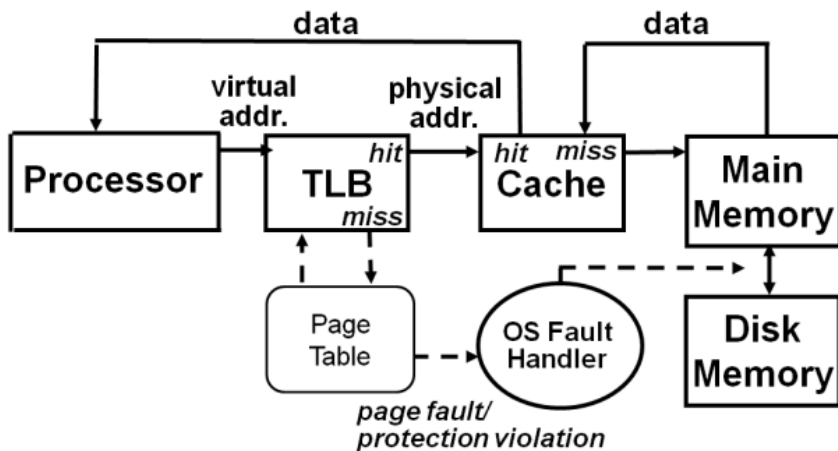 data
data
virtual
addr.
physical
addr.
Processor
hit
TLB
miss
hit miss
Cache
Main
Memory
Page
Table
OS Fault
Handler
Disk
Memory
page fault/
protection violation